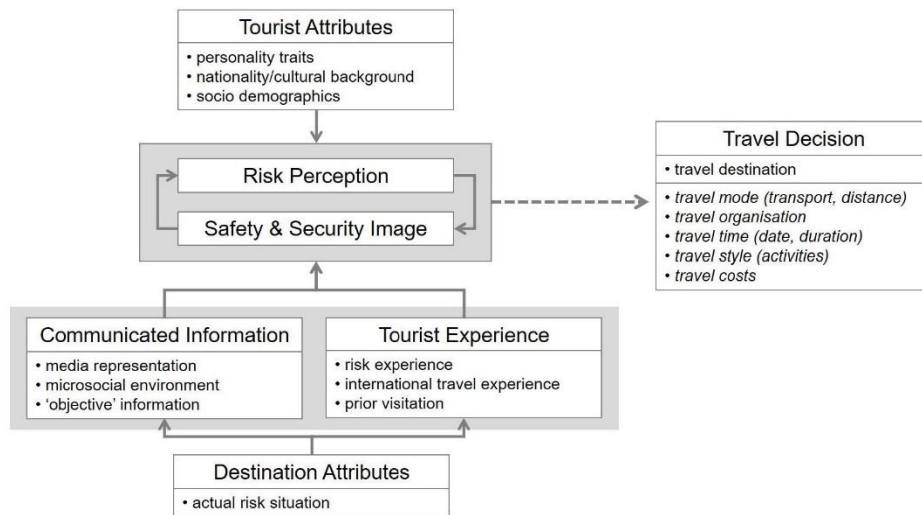 Tourist Attributes
• personality traits
• nationality/cultural background
• socio demographics
Risk Perception
Safety & Security Image
Travel Decision
• travel destination
• travel mode (transport, distance)
• travel organisation
• travel time (date, duration)
• travel style (activities)
• travel costs
Communicated Information
• media representation
• microsocial environment
• ‘objective’ information
Tourist Experience
• risk experience
• international travel experience
• prior visitation
Destination Attributes
• actual risk situation